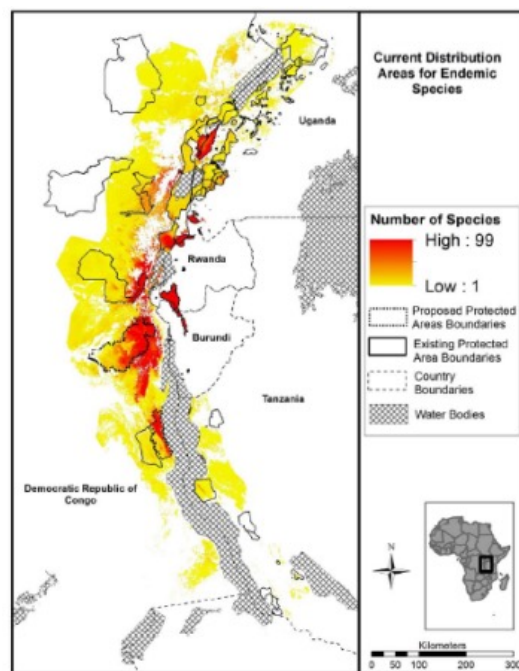 Current Distribution
Areas for Endemic
Species
Uganda
Number of Species
High : 99
Low : 1
Rwanda
Proposed Protected
Areas Boundaries
Burundi
Existing Protected
Area Boundaries
Country
Boundaries
Tanzania
Water Bodies
Democratic Republic of
Congo
N
Kilometers
0 50 100 200 300